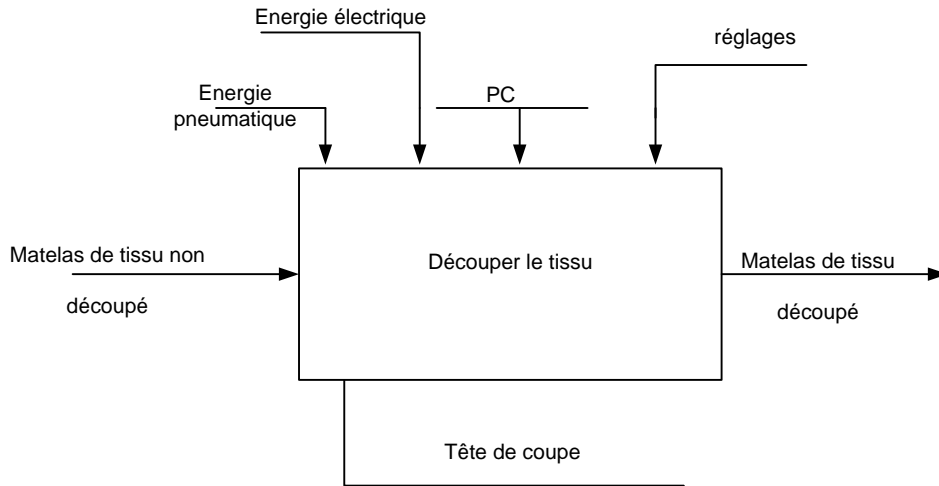 Energie électrique
réglages
Energie
pneumatique
PC
Matelas de tissu non
découpé
Découper le tissu
Matelas de tissu
découpé
Tête de coupe